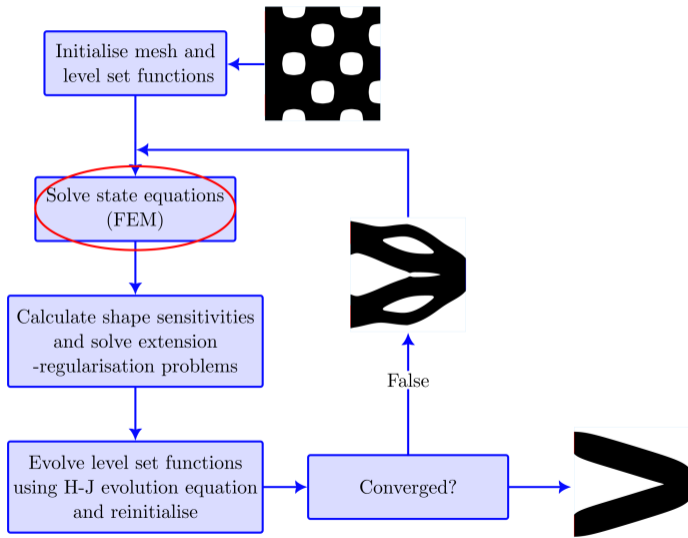 Initialise mesh and
level set functions
Solve state equations
(FEM)
Calculate shape sensitivities
and solve extension
-regularisation problems
False
Evolve level set functions
using H-J evolution equation
and reinitialise
Converged?